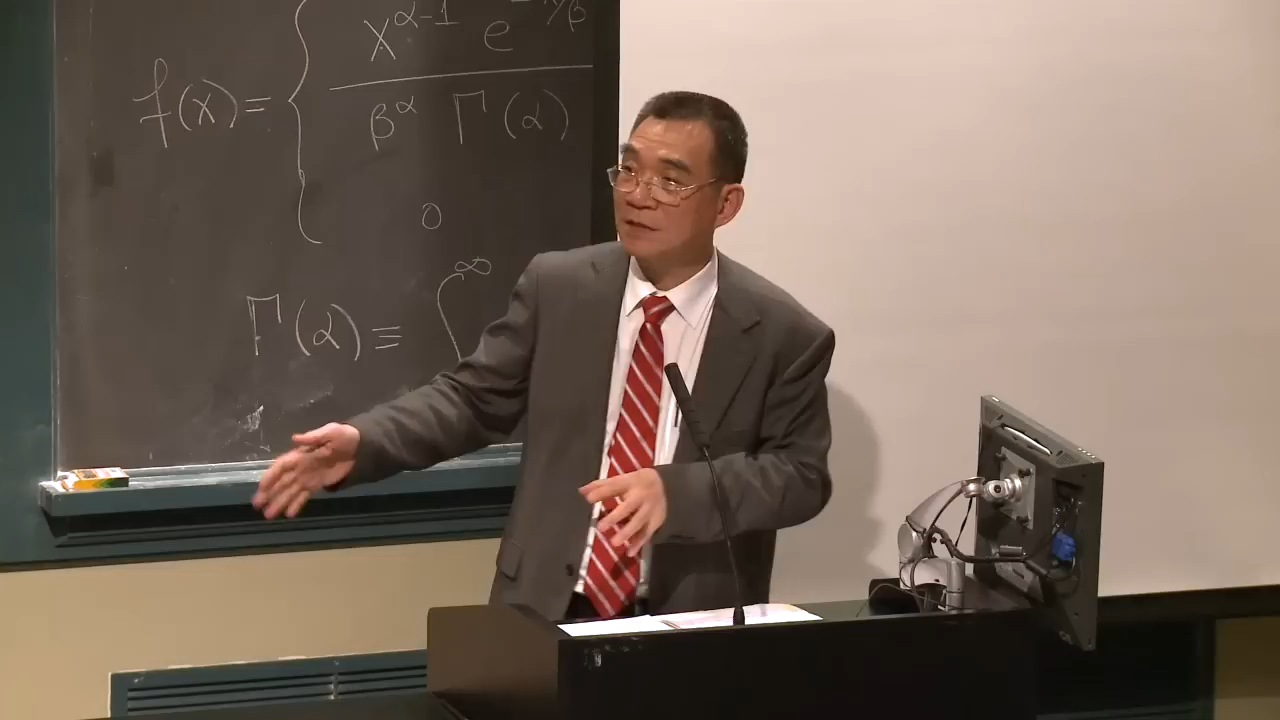 x^{α-1} e^{-x/β}
f(x) = {
β^α Γ(α)
0
Γ(α) ≡ ∫^∞